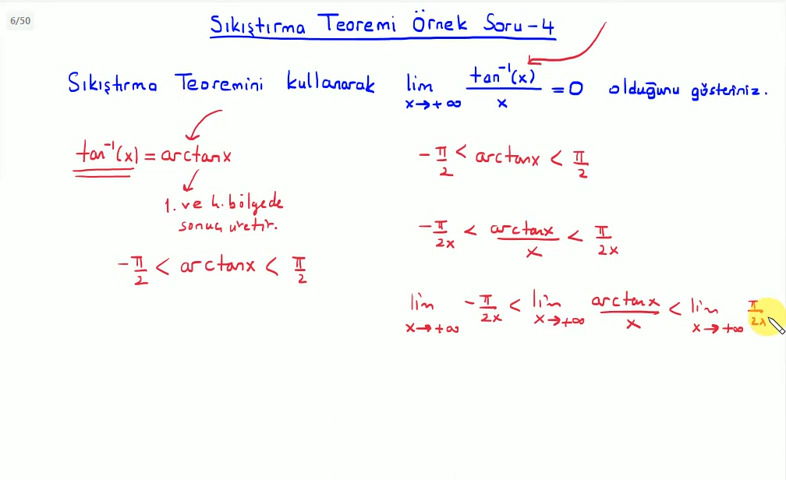 6/50
Sıkıştırma Teoremi Örnek Soru-4
Sıkıştırma Teoremini kullanarak lim x→+∞ tan⁻¹(x)/x = 0 olduğunu gösteriniz.
tan⁻¹(x) = arctanx
1. ve 4. bölgede
sonuç üretir.
-π/2 < arctanx < π/2
-π/2 < arctanx < π/2
-π/2x < arctanx/x < π/2x
lim x→+∞ -π/2x < lim x→+∞ arctanx/x < lim x→+∞ π/2x